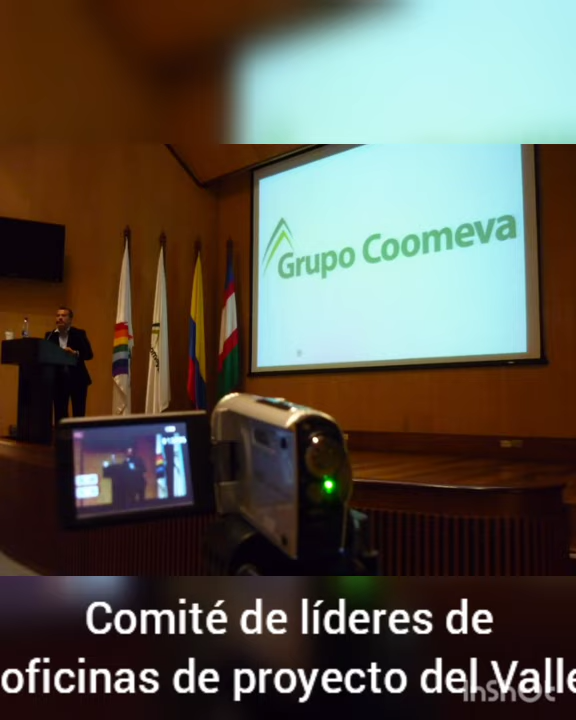 Grupo Coomeva
Comité de líderes de
oficinas de proyecto del Valle
InShOt